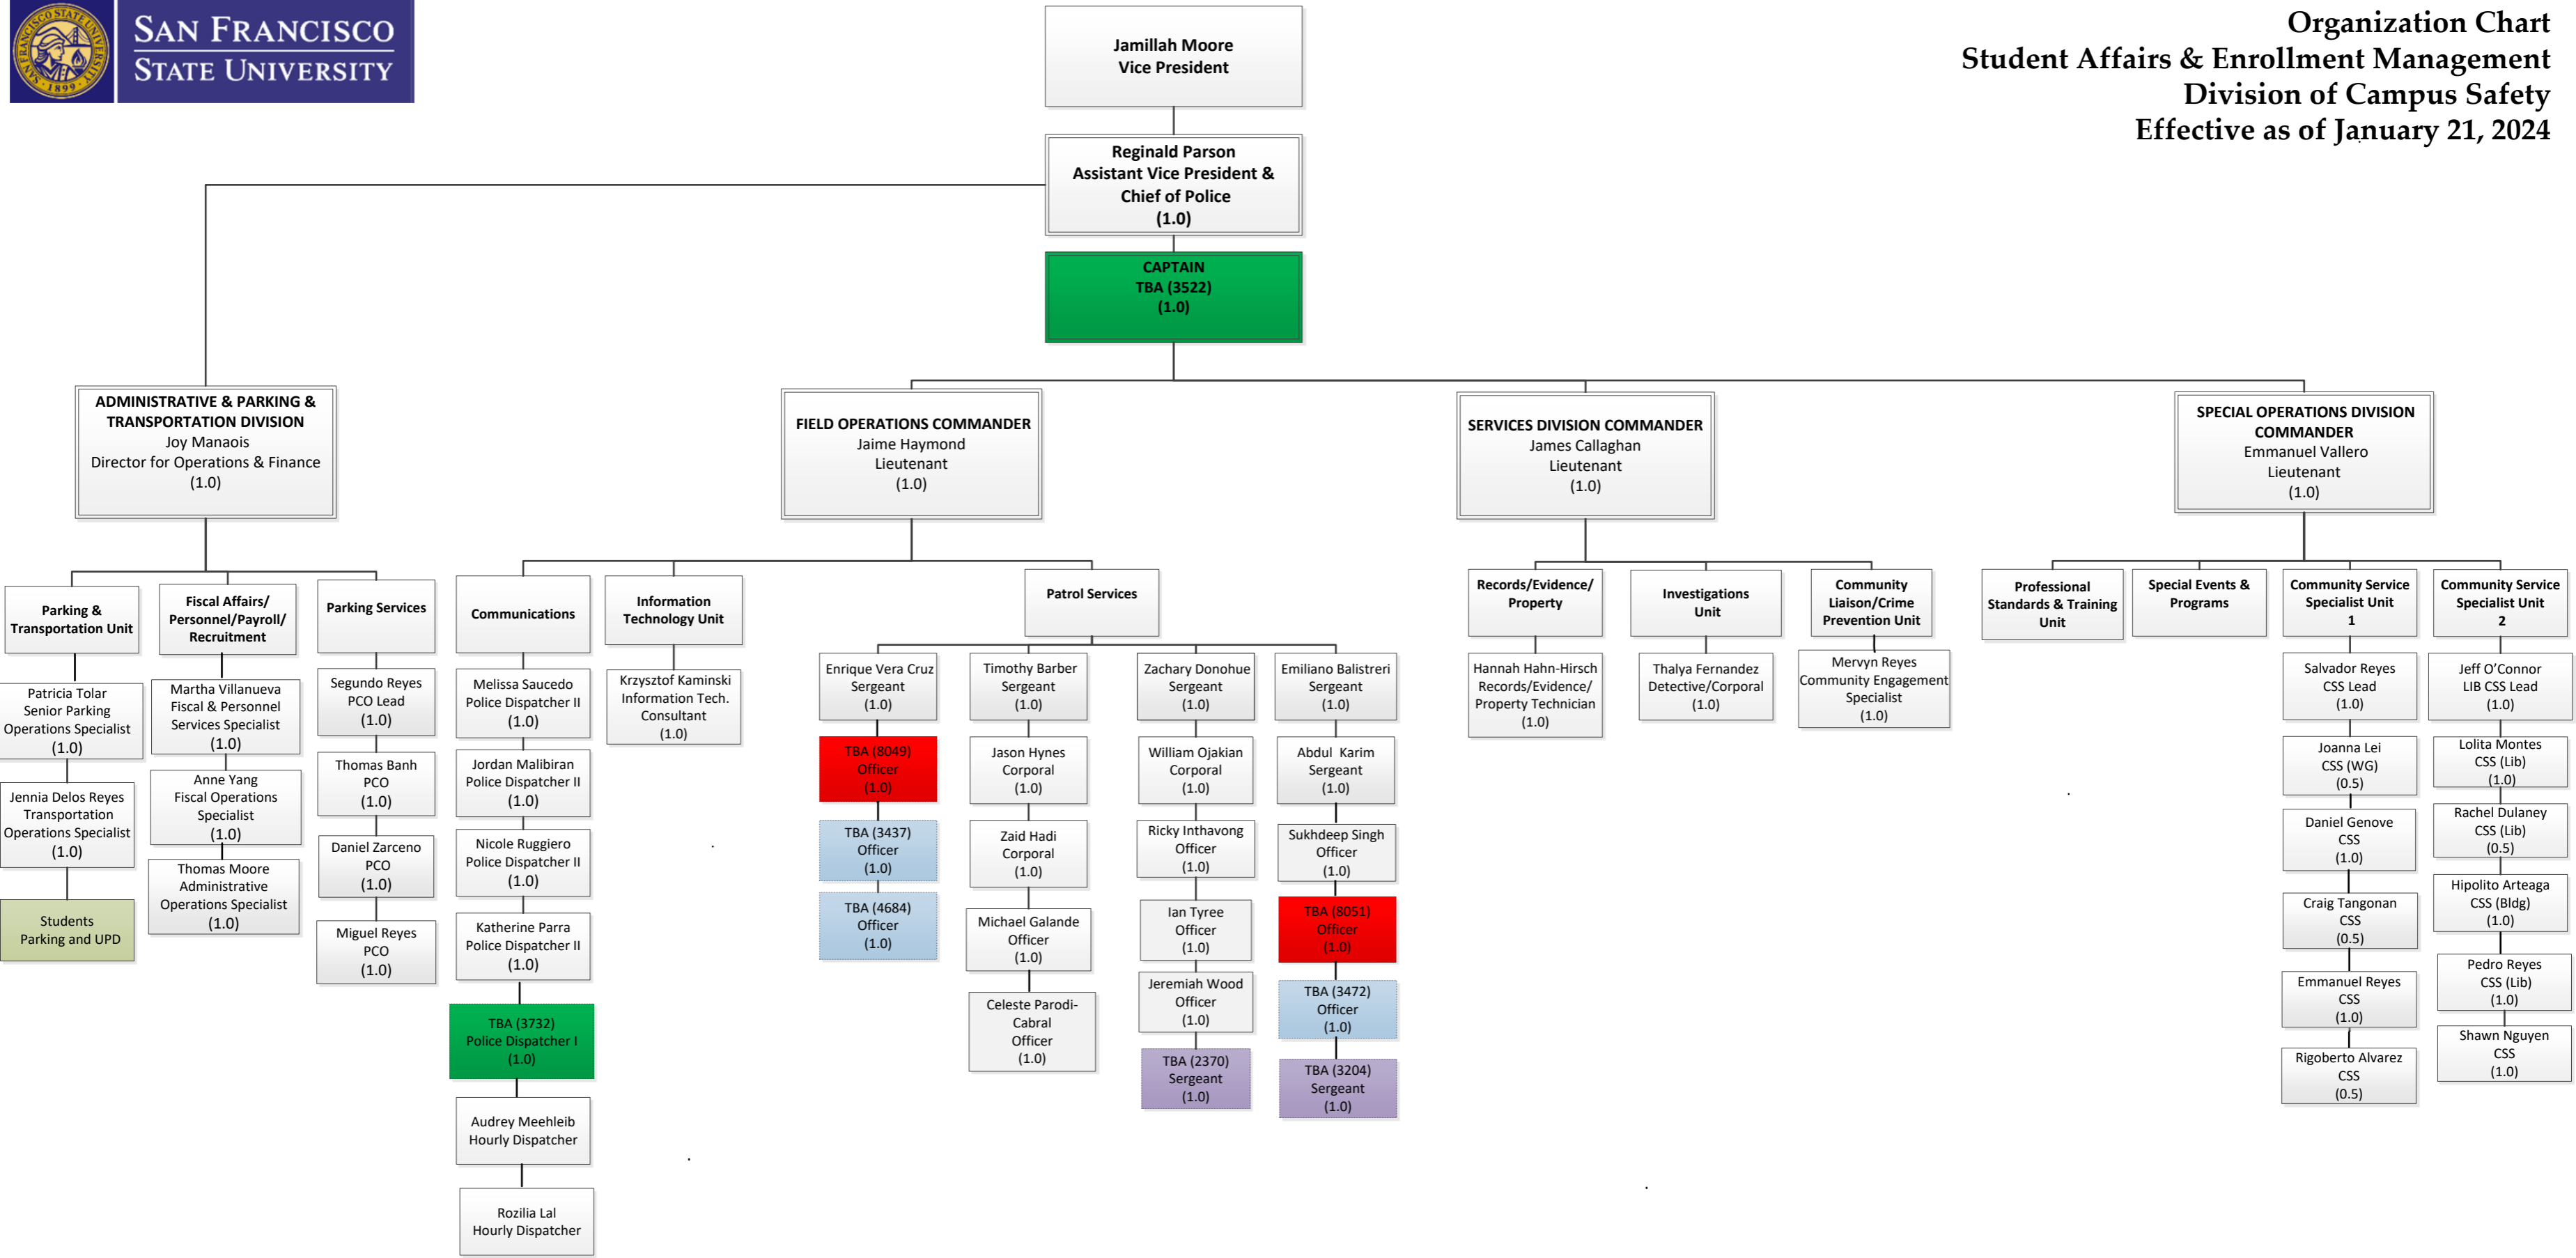 SAN FRANCISCO
STATE UNIVERSITY
SAN FRANCISCO STATE UNIVERSITY
· 1899 ·
Organization Chart
Student Affairs & Enrollment Management
Division of Campus Safety
Effective as of January 21, 2024
Jamillah Moore
Vice President
Reginald Parson
Assistant Vice President &
Chief of Police
(1.0)
CAPTAIN
TBA (3522)
(1.0)
ADMINISTRATIVE & PARKING &
TRANSPORTATION DIVISION
Joy Manaois
Director for Operations & Finance
(1.0)
FIELD OPERATIONS COMMANDER
Jaime Haymond
Lieutenant
(1.0)
SERVICES DIVISION COMMANDER
James Callaghan
Lieutenant
(1.0)
SPECIAL OPERATIONS DIVISION
COMMANDER
Emmanuel Vallero
Lieutenant
(1.0)
Parking &
Transportation Unit
Patricia Tolar
Senior Parking
Operations Specialist
(1.0)
Jennia Delos Reyes
Transportation
Operations Specialist
(1.0)
Students
Parking and UPD
Fiscal Affairs/
Personnel/Payroll/
Recruitment
Martha Villanueva
Fiscal & Personnel
Services Specialist
(1.0)
Anne Yang
Fiscal Operations
Specialist
(1.0)
Thomas Moore
Administrative
Operations Specialist
(1.0)
Parking Services
Segundo Reyes
PCO Lead
(1.0)
Thomas Banh
PCO
(1.0)
Daniel Zarceno
PCO
(1.0)
Miguel Reyes
PCO
(1.0)
Communications
Melissa Saucedo
Police Dispatcher II
(1.0)
Jordan Malibiran
Police Dispatcher II
(1.0)
Nicole Ruggiero
Police Dispatcher II
(1.0)
Katherine Parra
Police Dispatcher II
(1.0)
TBA (3732)
Police Dispatcher I
(1.0)
Audrey Meehleib
Hourly Dispatcher
Rozilia Lal
Hourly Dispatcher
Information
Technology Unit
Krzysztof Kaminski
Information Tech.
Consultant
(1.0)
Patrol Services
Enrique Vera Cruz
Sergeant
(1.0)
TBA (8049)
Officer
(1.0)
TBA (3437)
Officer
(1.0)
TBA (4684)
Officer
(1.0)
Timothy Barber
Sergeant
(1.0)
Jason Hynes
Corporal
(1.0)
Zaid Hadi
Corporal
(1.0)
Michael Galande
Officer
(1.0)
Celeste Parodi-
Cabral
Officer
(1.0)
Zachary Donohue
Sergeant
(1.0)
William Ojakian
Corporal
(1.0)
Ricky Inthavong
Officer
(1.0)
Ian Tyree
Officer
(1.0)
Jeremiah Wood
Officer
(1.0)
TBA (2370)
Sergeant
(1.0)
Emiliano Balistreri
Sergeant
(1.0)
Abdul Karim
Sergeant
(1.0)
Sukhdeep Singh
Officer
(1.0)
TBA (8051)
Officer
(1.0)
TBA (3472)
Officer
(1.0)
TBA (3204)
Sergeant
(1.0)
Records/Evidence/
Property
Hannah Hahn-Hirsch
Records/Evidence/
Property Technician
(1.0)
Investigations
Unit
Thalya Fernandez
Detective/Corporal
(1.0)
Community
Liaison/Crime
Prevention Unit
Mervyn Reyes
Community Engagement
Specialist
(1.0)
Professional
Standards & Training
Unit
Special Events &
Programs
Community Service
Specialist Unit
1
Salvador Reyes
CSS Lead
(1.0)
Joanna Lei
CSS (WG)
(0.5)
Daniel Genove
CSS
(1.0)
Craig Tangonan
CSS
(0.5)
Emmanuel Reyes
CSS
(1.0)
Rigoberto Alvarez
CSS
(0.5)
Community Service
Specialist Unit
2
Jeff O’Connor
LIB CSS Lead
(1.0)
Lolita Montes
CSS (Lib)
(1.0)
Rachel Dulaney
CSS (Lib)
(0.5)
Hipolito Arteaga
CSS (Bldg)
(1.0)
Pedro Reyes
CSS (Lib)
(1.0)
Shawn Nguyen
CSS
(1.0)